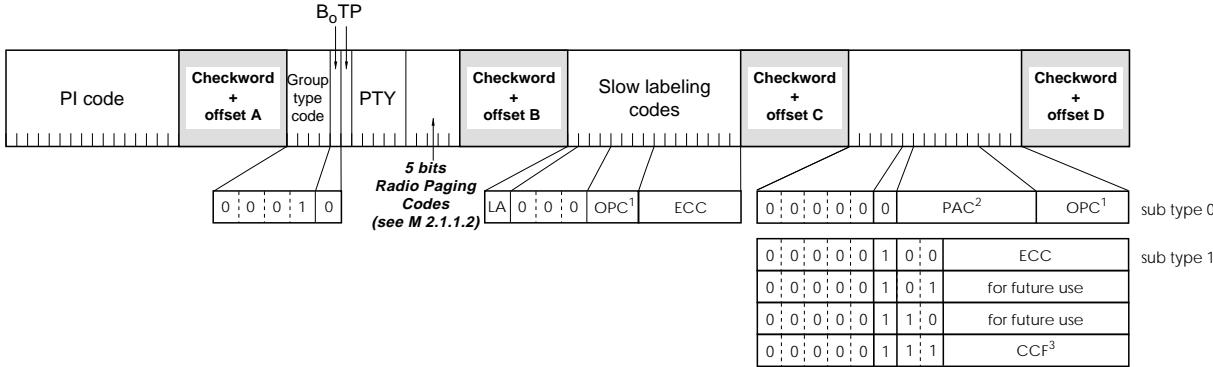 BoTP
PI code
Checkword
+
offset A
Group
type
code
PTY
Checkword
+
offset B
Slow labeling
codes
Checkword
+
offset C
Checkword
+
offset D
5 bits
Radio Paging
Codes
(see M 2.1.1.2)
0 0 0 1 0
LA 0 0 0 OPC1 ECC
0 0 0 0 0 0 PAC2 OPC1 sub type 0
0 0 0 0 0 1 0 0 ECC sub type 1
0 0 0 0 0 1 0 1 for future use
0 0 0 0 0 1 1 0 for future use
0 0 0 0 0 1 1 1 CCF3